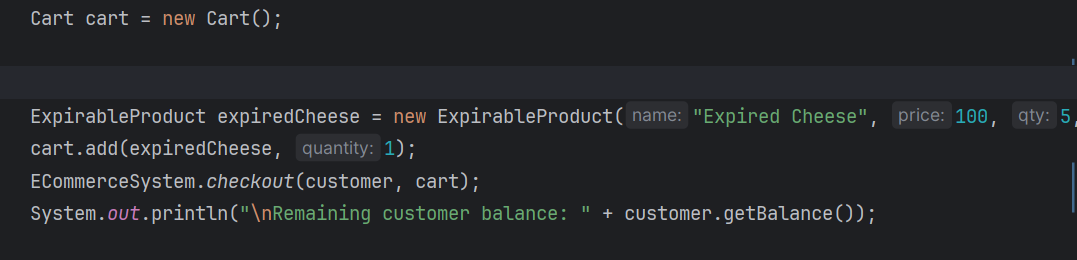 Cart cart = new Cart();
ExpirableProduct expiredCheese = new ExpirableProduct( name: "Expired Cheese", price: 100, qty: 5,
cart.add(expiredCheese, quantity: 1);
ECommerceSystem.checkout(customer, cart);
System.out.println("\nRemaining customer balance: " + customer.getBalance());